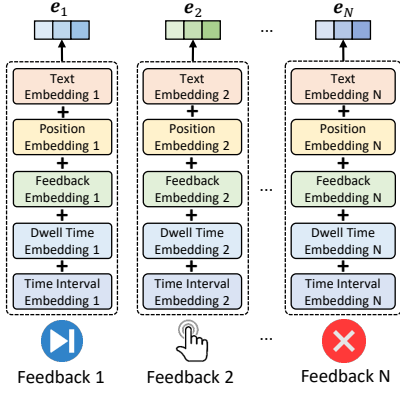 e1 e2 ... eN
Text Embedding 1 Text Embedding 2 Text Embedding N
+ + +
Position Embedding 1 Position Embedding 2 Position Embedding N
+ + +
Feedback Embedding 1 Feedback Embedding 2 ... Feedback Embedding N
+ + +
Dwell Time Embedding 1 Dwell Time Embedding 2 Dwell Time Embedding N
+ + +
Time Interval Embedding 1 Time Interval Embedding 2 Time Interval Embedding N
...
Feedback 1 Feedback 2 Feedback N